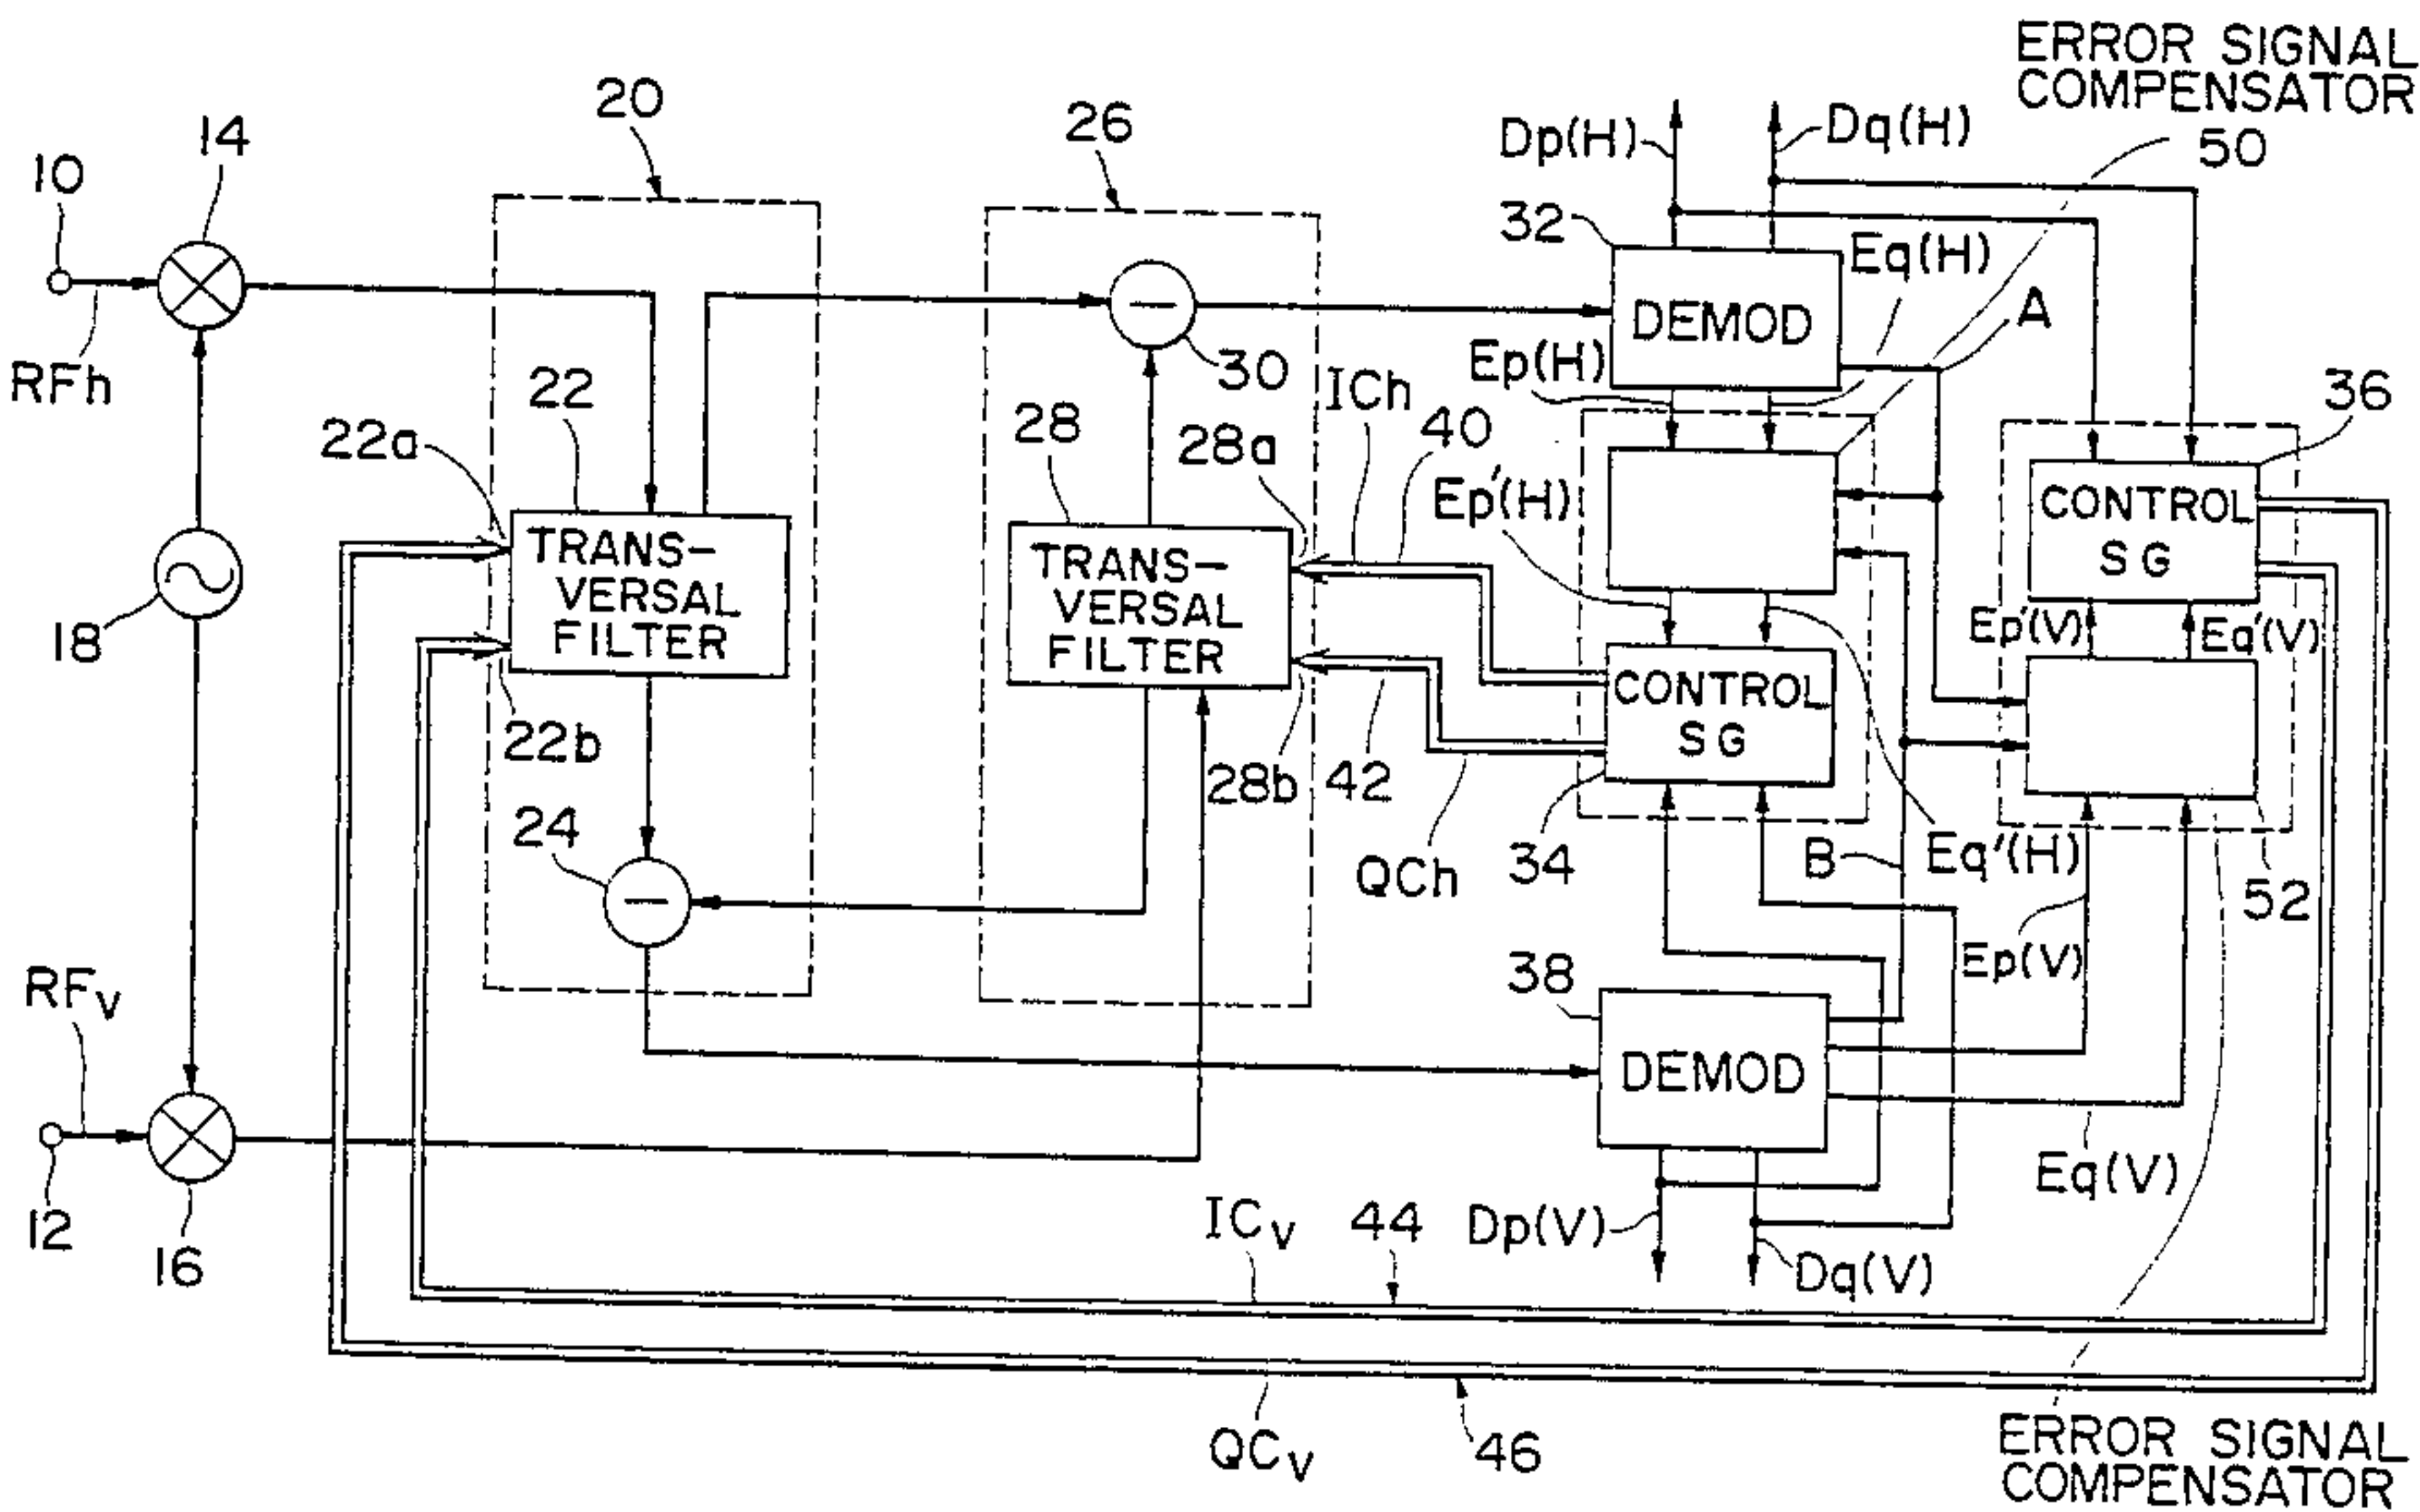 ERROR SIGNAL
COMPENSATOR
50
20
26
14
10
Dp(H)
Dq(H)
32
Eq(H)
A
DEMOD
RFh
30
Ep(H)
ICh
36
22
28
22a
28a
40
Ep'(H)
CONTROL
SG
TRANS-
VERSAL
FILTER
TRANS-
VERSAL
FILTER
18
Ep'(V)
Eq'(V)
CONTROL
SG
22b
28b
42
24
34
QCh
B
Eq'(H)
52
Ep(V)
38
RFv
DEMOD
12
16
Eq(V)
ICv
44
Dp(V)
Dq(V)
QCv
46
ERROR SIGNAL
COMPENSATOR